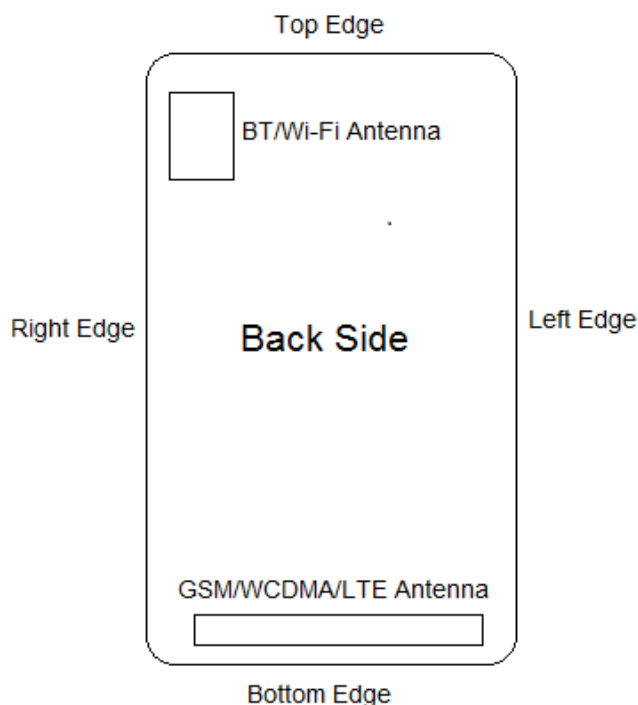 Top Edge
BT/Wi-Fi Antenna
Right Edge
Back Side
Left Edge
GSM/WCDMA/LTE Antenna
Bottom Edge